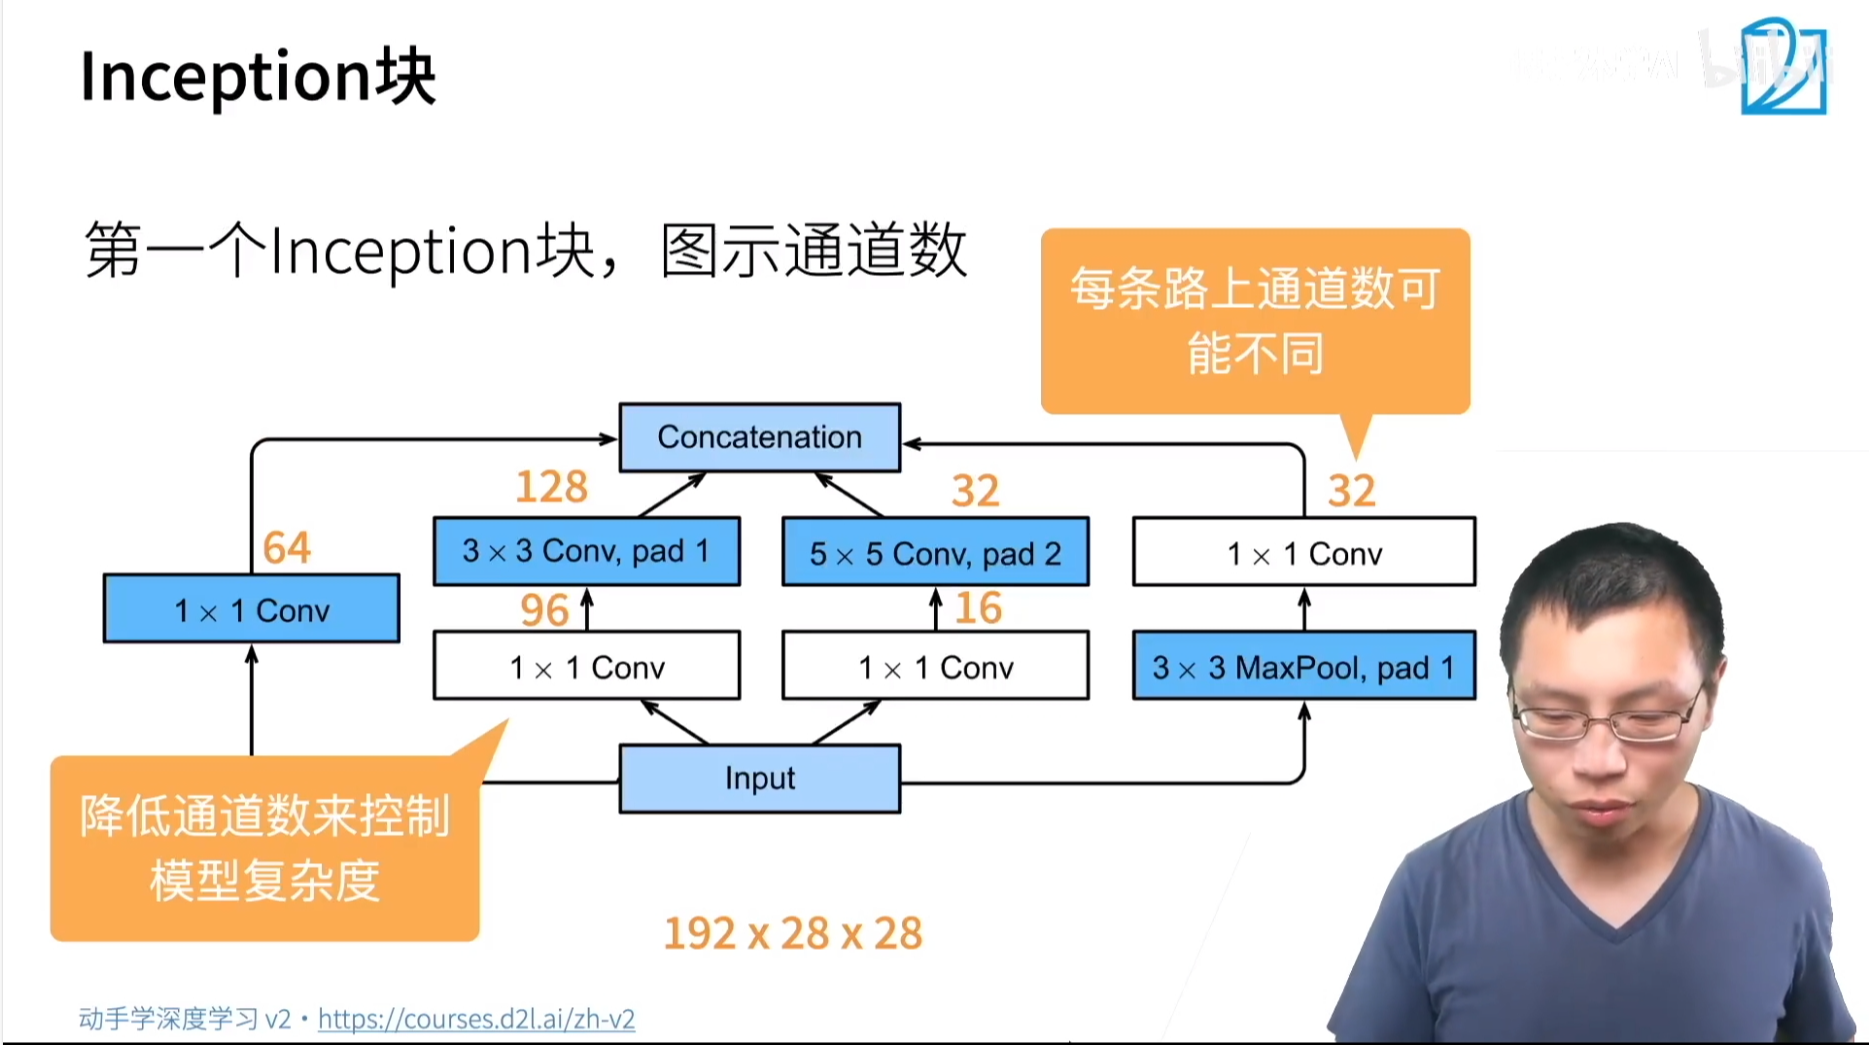 Inception块
bilibili
第一个Inception块，图示通道数
每条路上通道数可
能不同
Concatenation
128
32
32
64
3 × 3 Conv, pad 1
5 × 5 Conv, pad 2
1 × 1 Conv
1 × 1 Conv
96
16
1 × 1 Conv
1 × 1 Conv
3 × 3 MaxPool, pad 1
Input
降低通道数来控制
模型复杂度
192 x 28 x 28
动手学深度学习 v2 • https://courses.d2l.ai/zh-v2